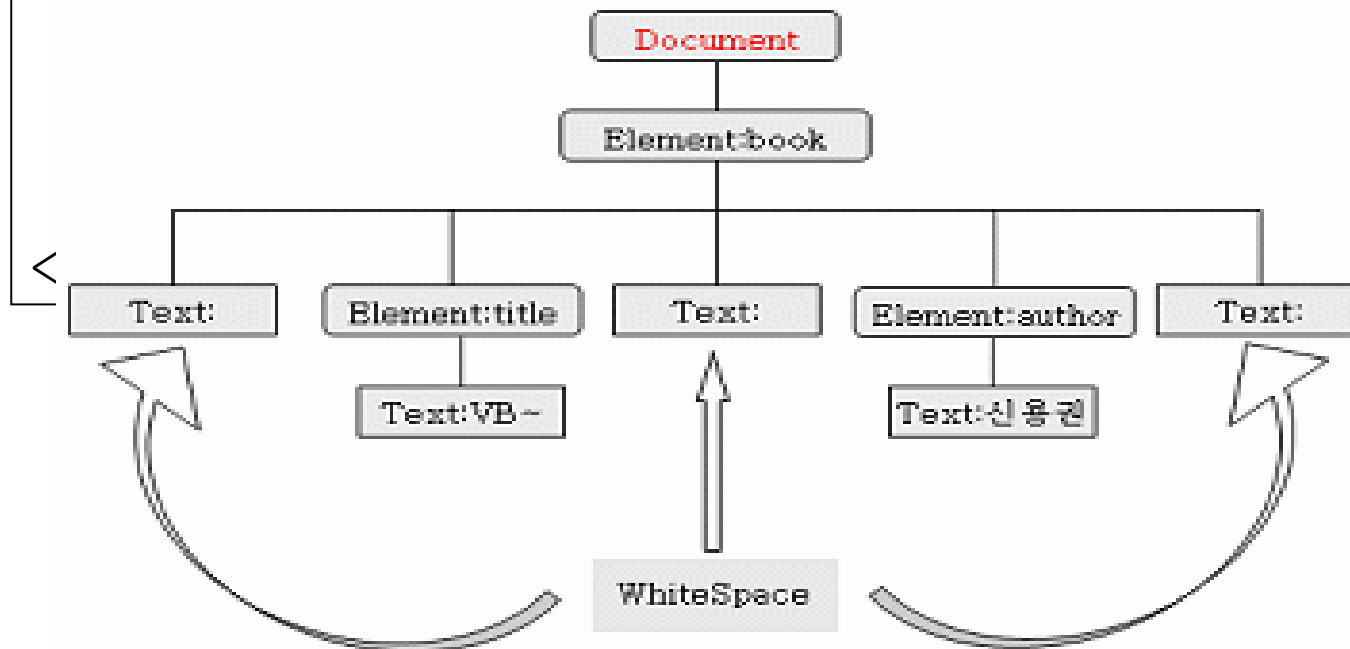 Document
Element:book
Text:
Element:title
Text:
Element:author
Text:
Text:VB~
Text:신용권
WhiteSpace
<